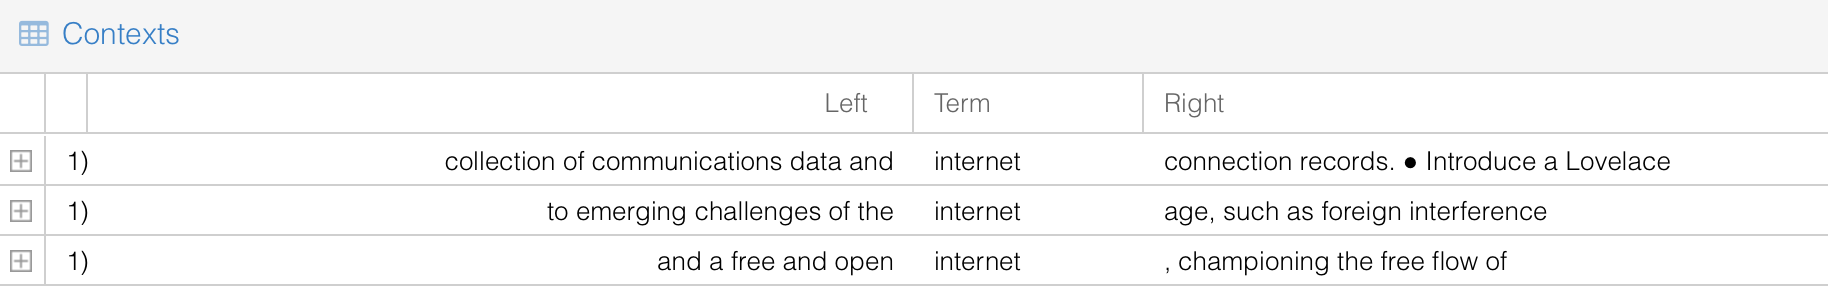 Contexts
Left Term Right
1) collection of communications data and internet connection records. ● Introduce a Lovelace
1) to emerging challenges of the internet age, such as foreign interference
1) and a free and open internet , championing the free flow of